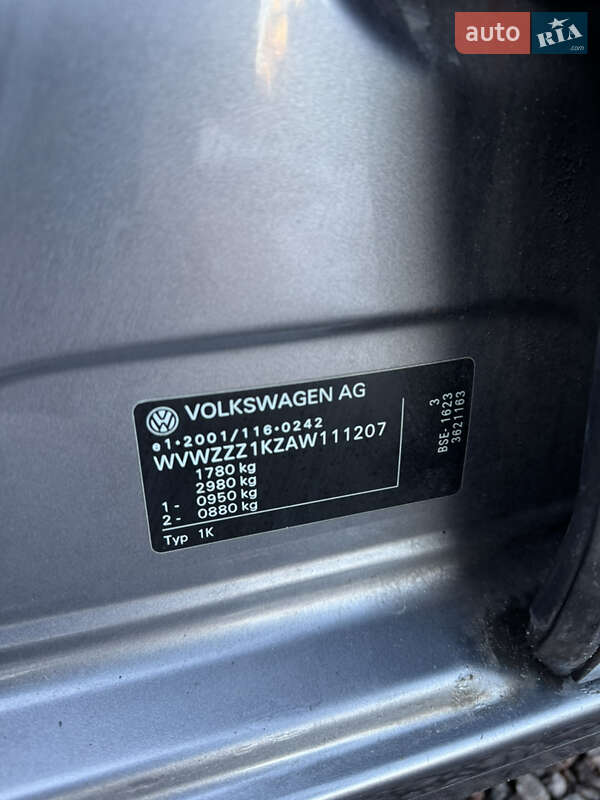 auto RIA
.com
VOLKSWAGEN AG
e1*2001/116*0242
WVWZZZ1KZAW111207
1780 kg
2980 kg
1 - 0950 kg
2 - 0880 kg
Typ 1K
3
BSE-1623
3621163